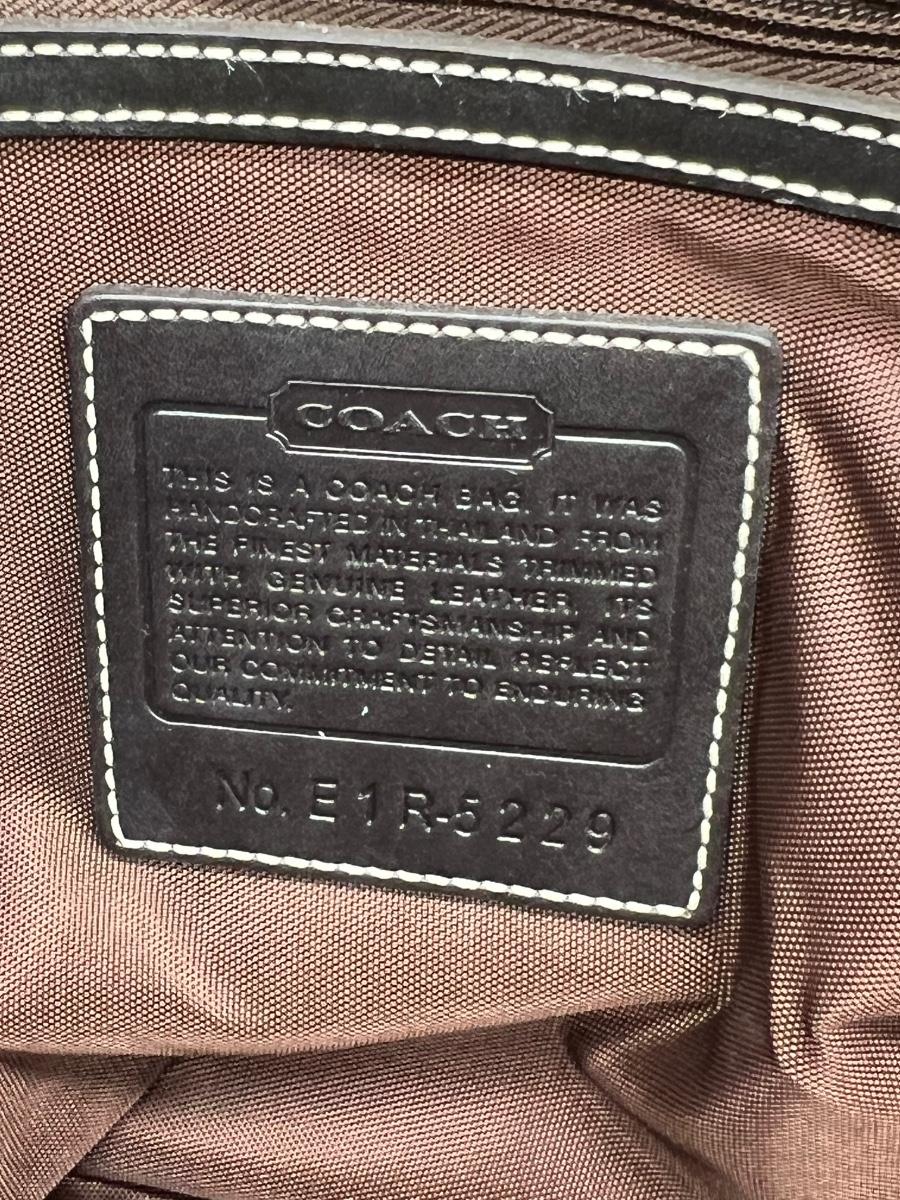 COACH
THIS IS A COACH BAG. IT WAS
HANDCRAFTED IN THAILAND FROM
THE FINEST MATERIALS TRIMMED
WITH GENUINE LEATHER. ITS
SUPERIOR CRAFTSMANSHIP AND
ATTENTION TO DETAIL REFLECT
OUR COMMITMENT TO ENDURING
QUALITY.
No. E1R-5229